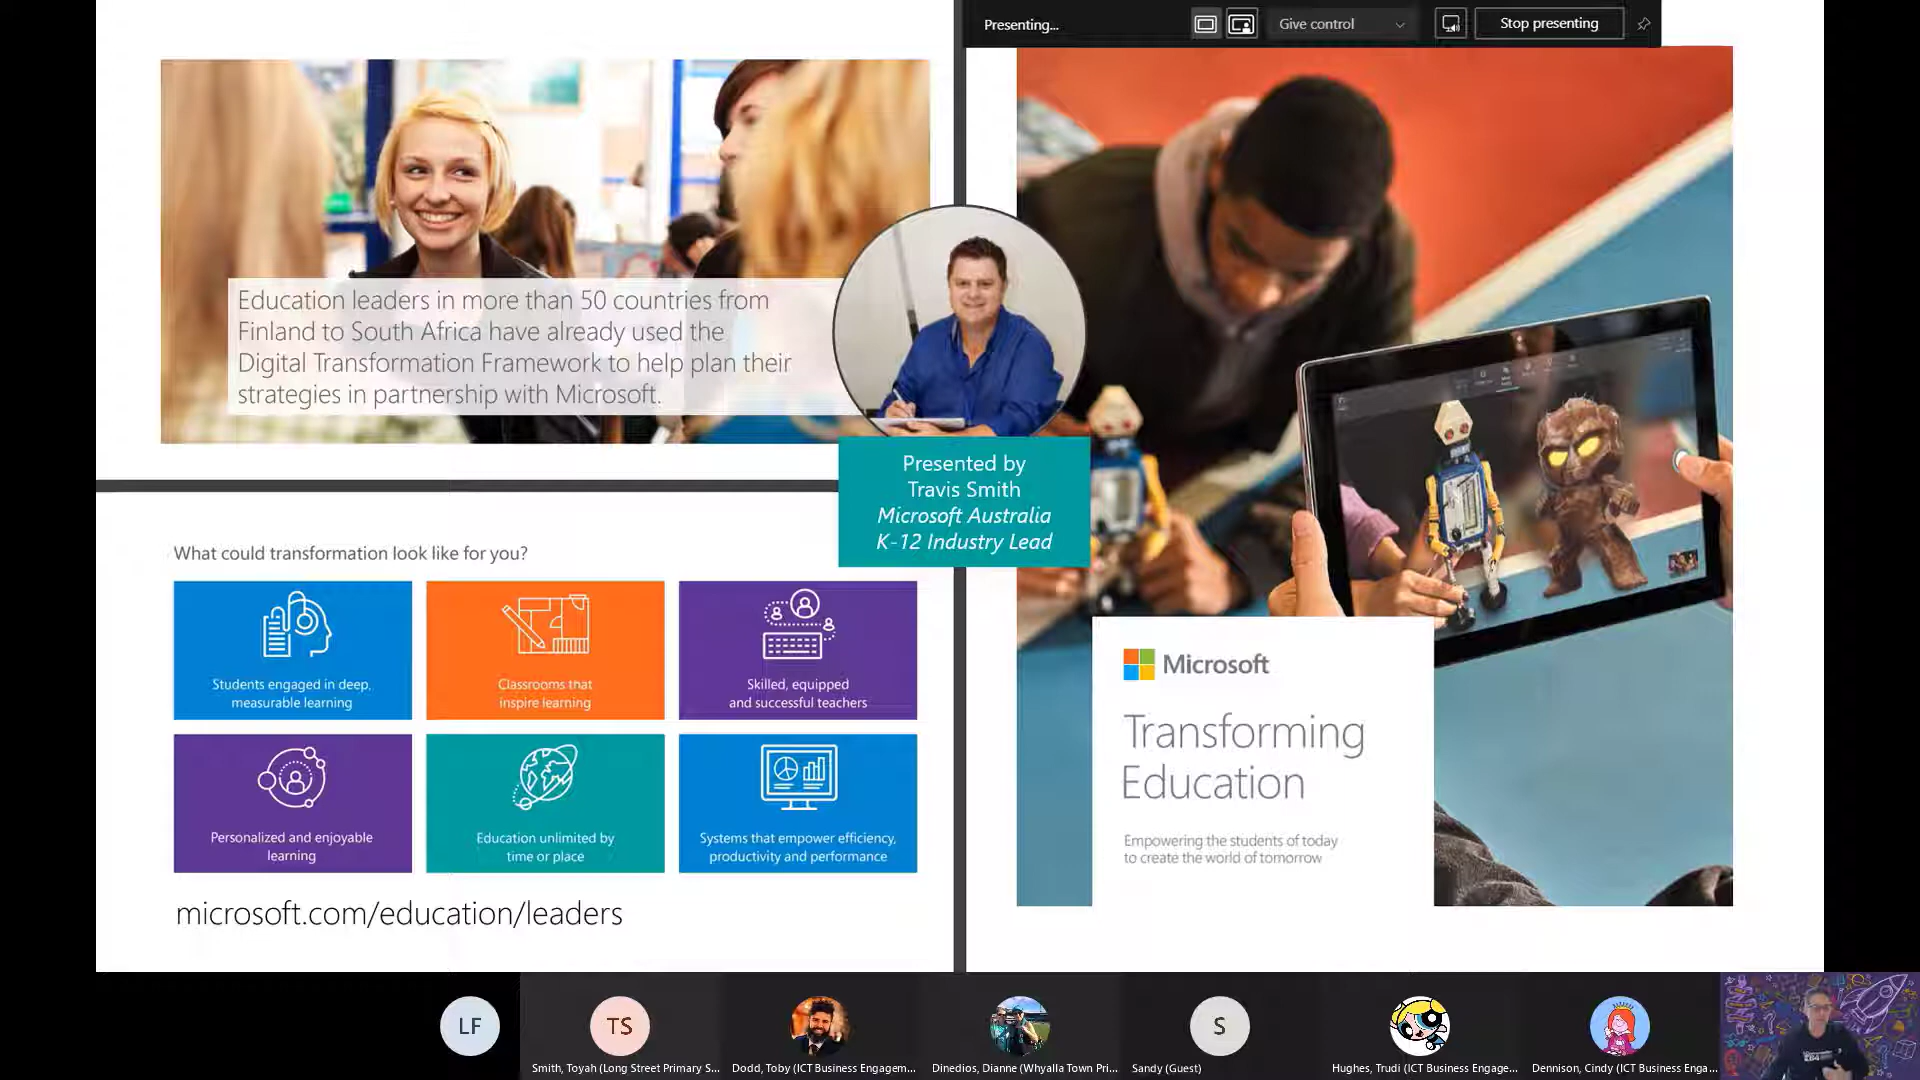 Presenting...
Give control
Stop presenting
Education leaders in more than 50 countries from
Finland to South Africa have already used the
Digital Transformation Framework to help plan their
strategies in partnership with Microsoft.
Presented by
Travis Smith
Microsoft Australia
K-12 Industry Lead
What could transformation look like for you?
Students engaged in deep,
measurable learning
Classrooms that
inspire learning
Skilled, equipped
and successful teachers
Personalized and enjoyable
learning
Education unlimited by
time or place
Systems that empower efficiency,
productivity and performance
microsoft.com/education/leaders
Microsoft
Transforming
Education
Empowering the students of today
to create the world of tomorrow
LF
TS
S
Smith, Toyah (Long Street Primary S...
Dodd, Toby (ICT Business Engagem...
Dinedios, Dianne (Whyalla Town Pri...
Sandy (Guest)
Hughes, Trudi (ICT Business Engage...
Dennison, Cindy (ICT Business Enga...